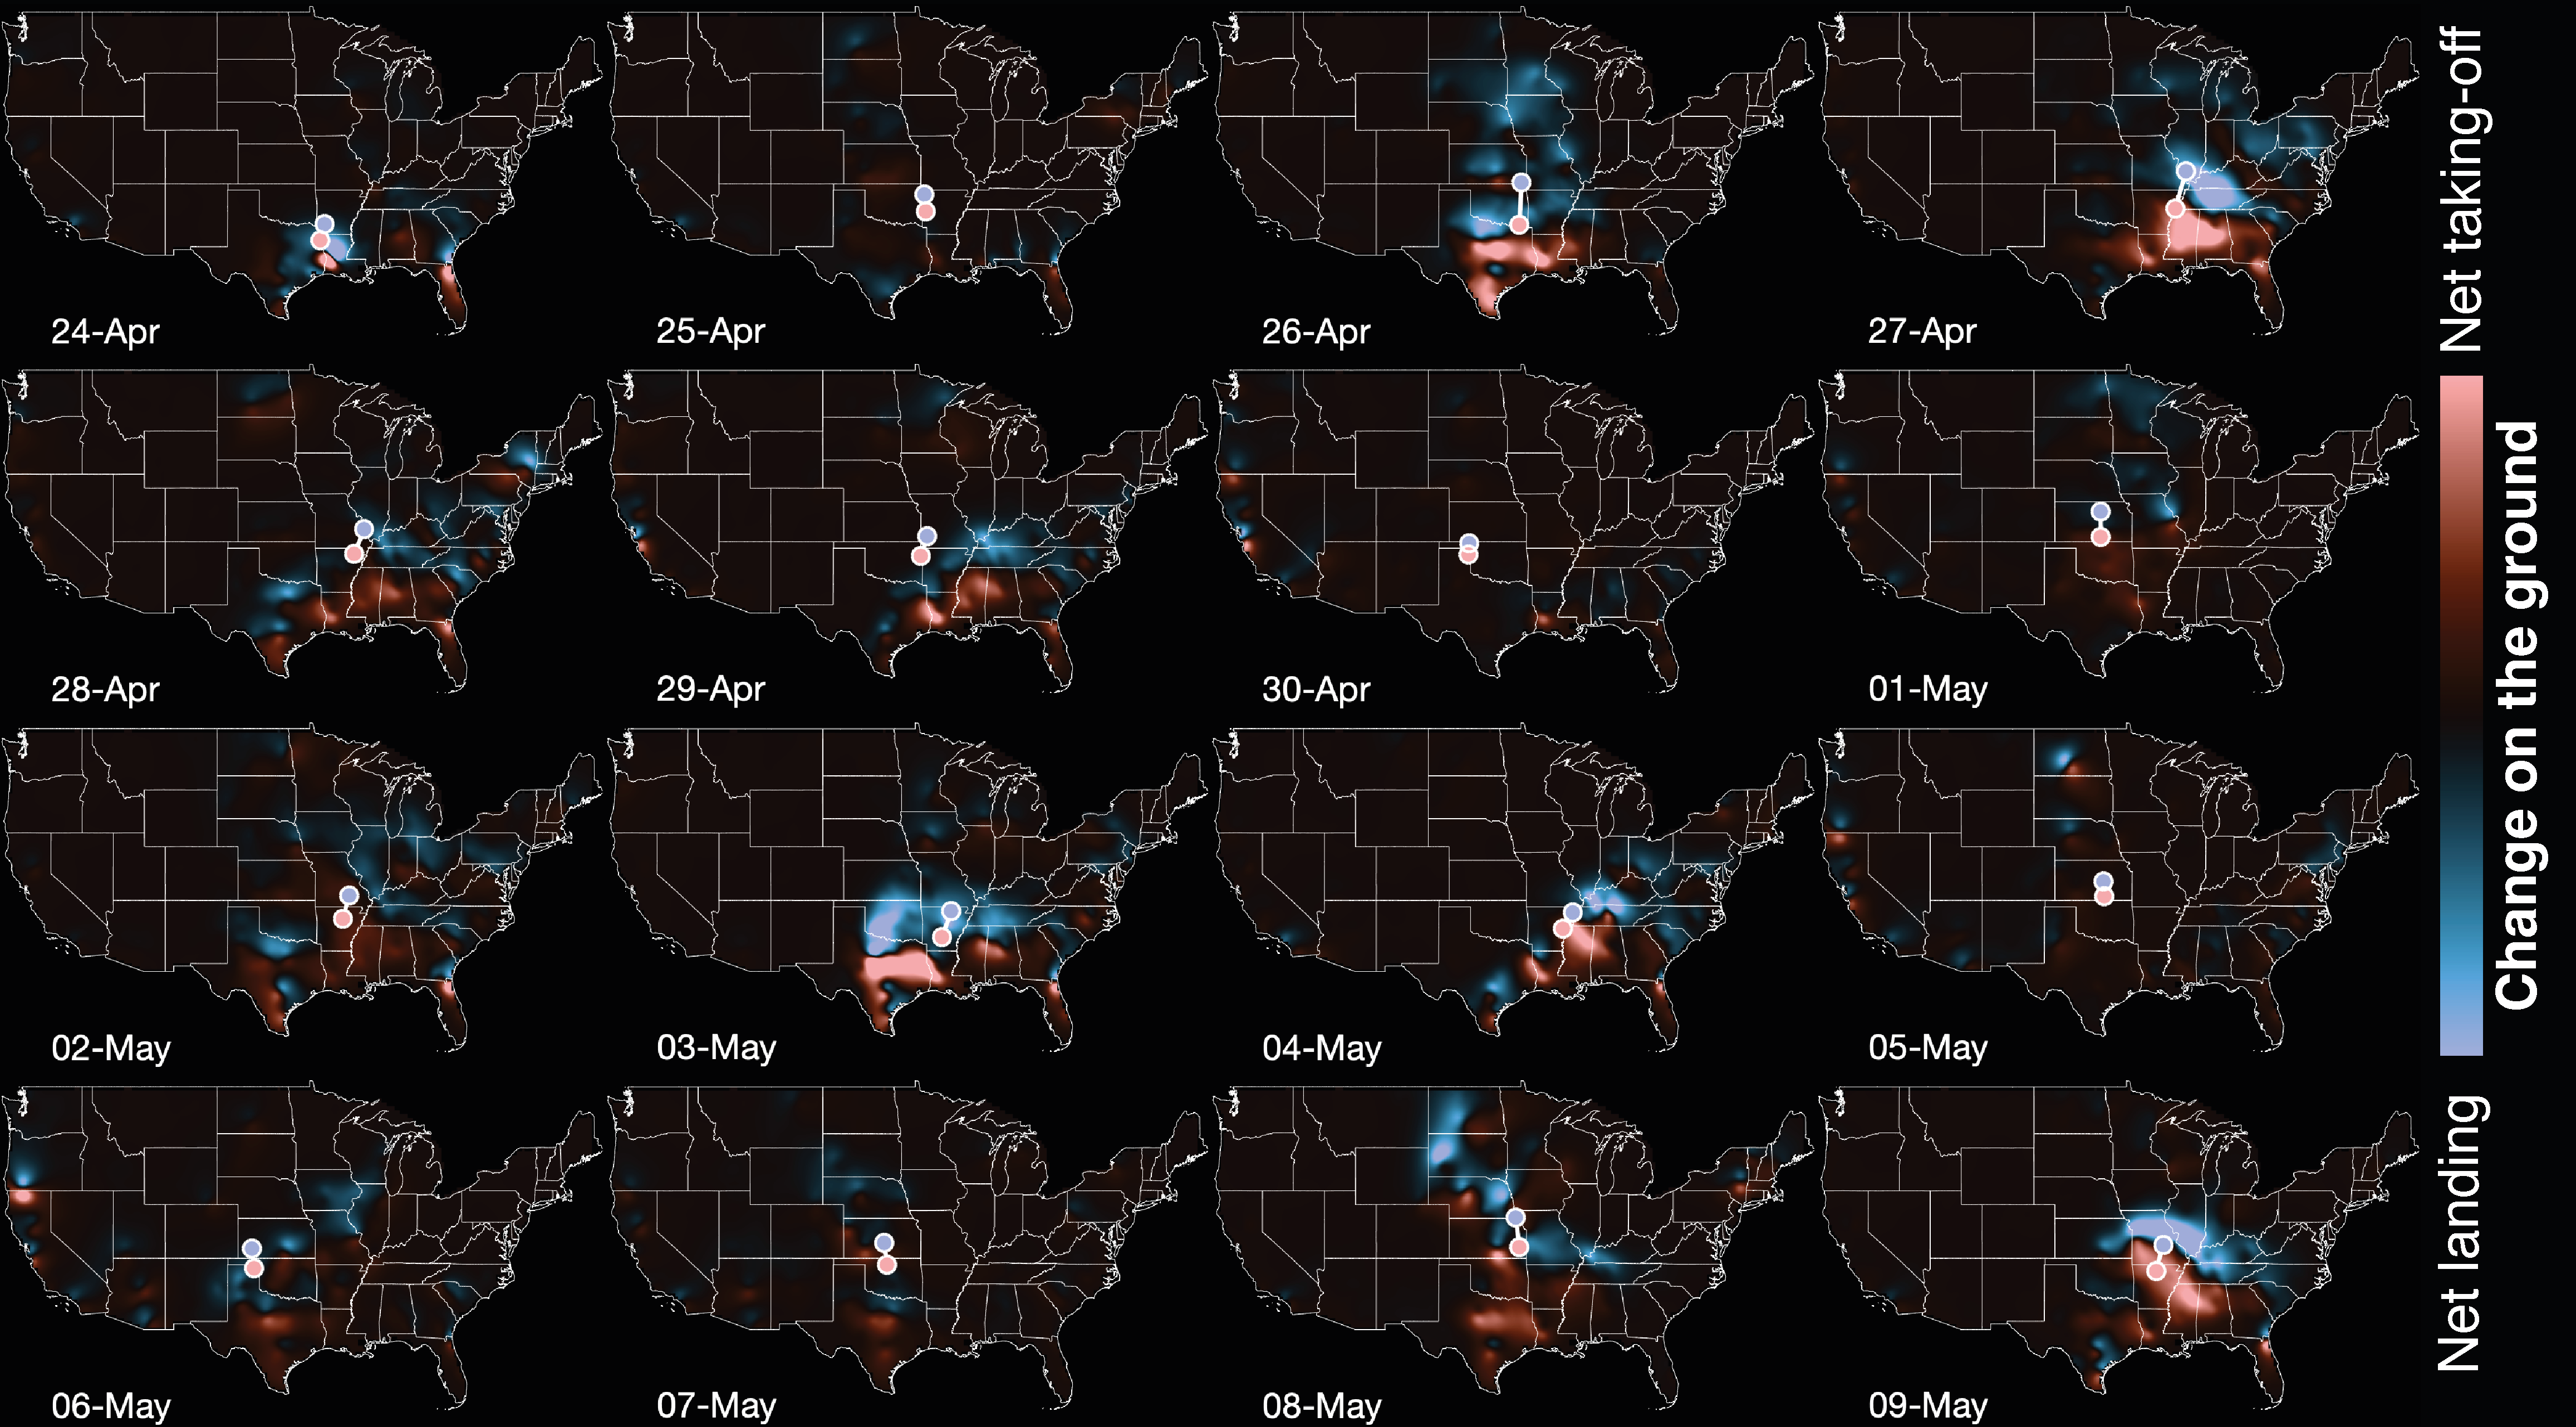 24-Apr
25-Apr
26-Apr
27-Apr
28-Apr
29-Apr
30-Apr
01-May
02-May
03-May
04-May
05-May
06-May
07-May
08-May
09-May
Net taking-off
Change on the ground
Net landing